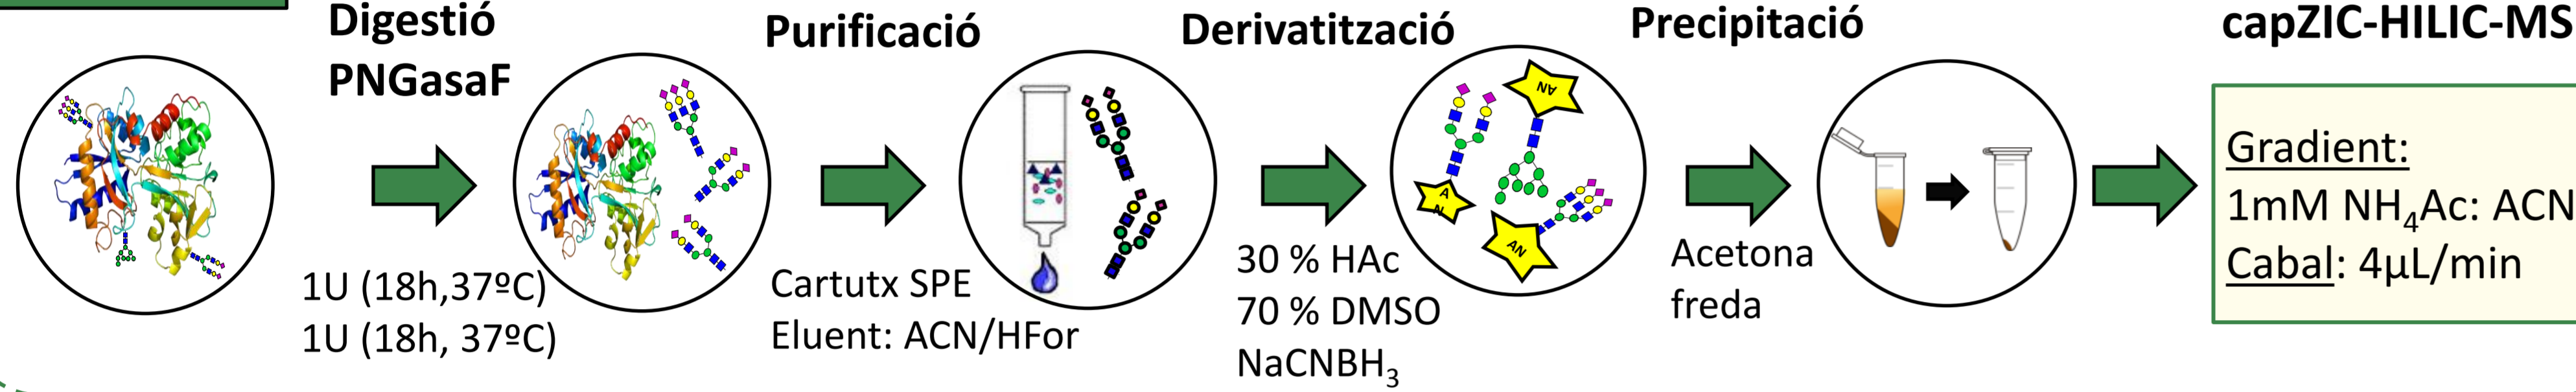 Digestió
PNGasaF
1U (18h,37ºC)
1U (18h, 37ºC)
Purificació
Cartutx SPE
Eluent: ACN/HFor
Derivatització
AN
A
N
AN
30 % HAc
70 % DMSO
NaCNBH₃
Precipitació
Acetona
freda
capZIC-HILIC-MS
Gradient:
1mM NH₄Ac: ACN
Cabal: 4µL/min